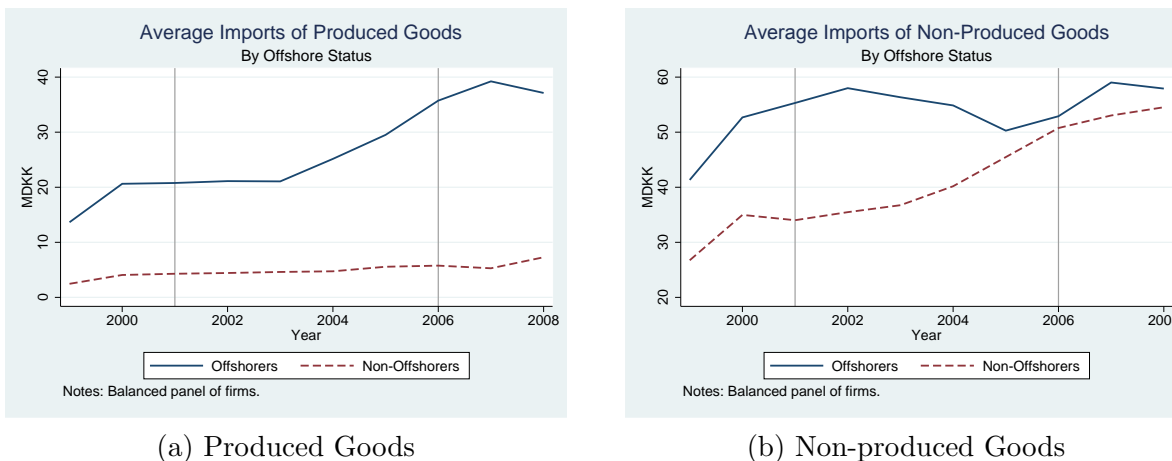 Average Imports of Produced Goods
By Offshore Status
MDKK
40
30
20
10
0
2000 2002 2004 2006 2008
Year
Offshorers Non-Offshorers
Notes: Balanced panel of firms.
(a) Produced Goods
Average Imports of Non-Produced Goods
By Offshore Status
MDKK
60
50
40
30
20
2000 2002 2004 2006 200
Year
Offshorers Non-Offshorers
Notes: Balanced panel of firms.
(b) Non-produced Goods